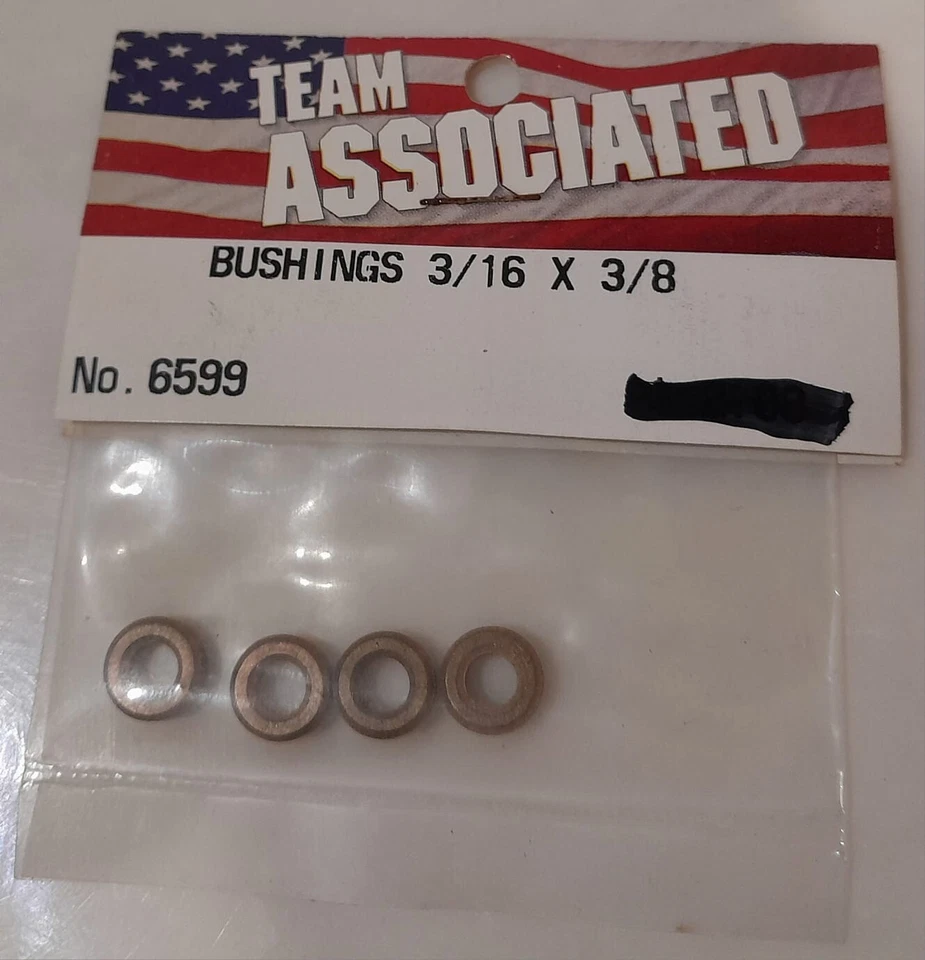 TEAM
ASSOCIATED
BUSHINGS 3/16 X 3/8
No. 6599